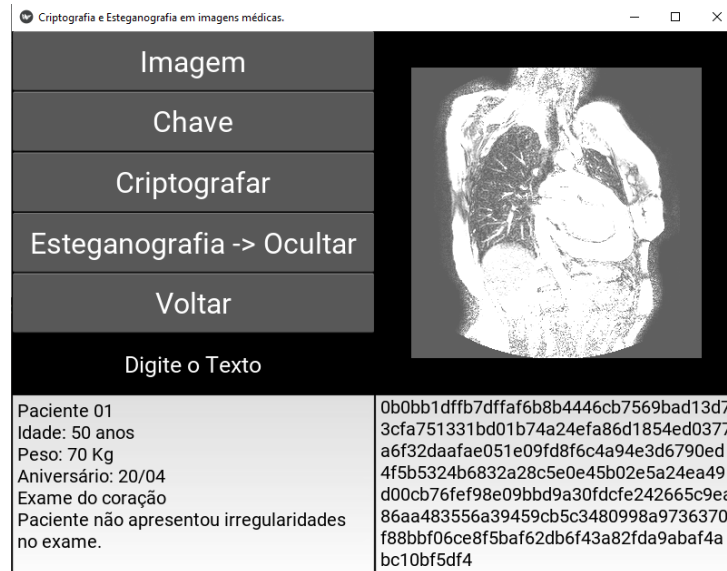 Criptografia e Esteganografia em imagens médicas.
Imagem
Chave
Criptografar
Esteganografia -> Ocultar
Voltar
Digite o Texto
Paciente 01
Idade: 50 anos
Peso: 70 Kg
Aniversário: 20/04
Exame do coração
Paciente não apresentou irregularidades
no exame.
0b0bb1dffb7dffaf6b8b4446cb7569bad13d7
3cfa751331bd01b74a24efa86d1854ed0377
a6f32daafae051e09fd8f6c4a94e3d6790ed
4f5b5324b6832a28c5e0e45b02e5a24ea49
d00cb76fef98e09bbd9a30fdcfe242665c9ea
86aa483556a39459cb5c3480998a9736370
f88bbf06ce8f5baf62db6f43a82fda9abaf4a
bc10bf5df4